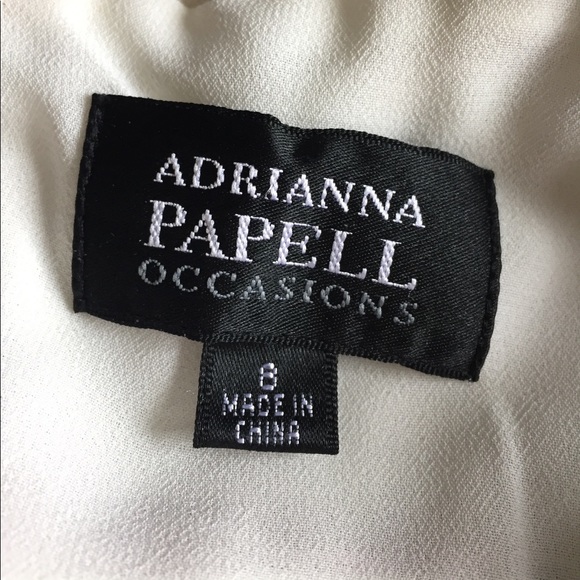 ADRIANNA
PAPELL
OCCASIONS
8
MADE IN
CHINA